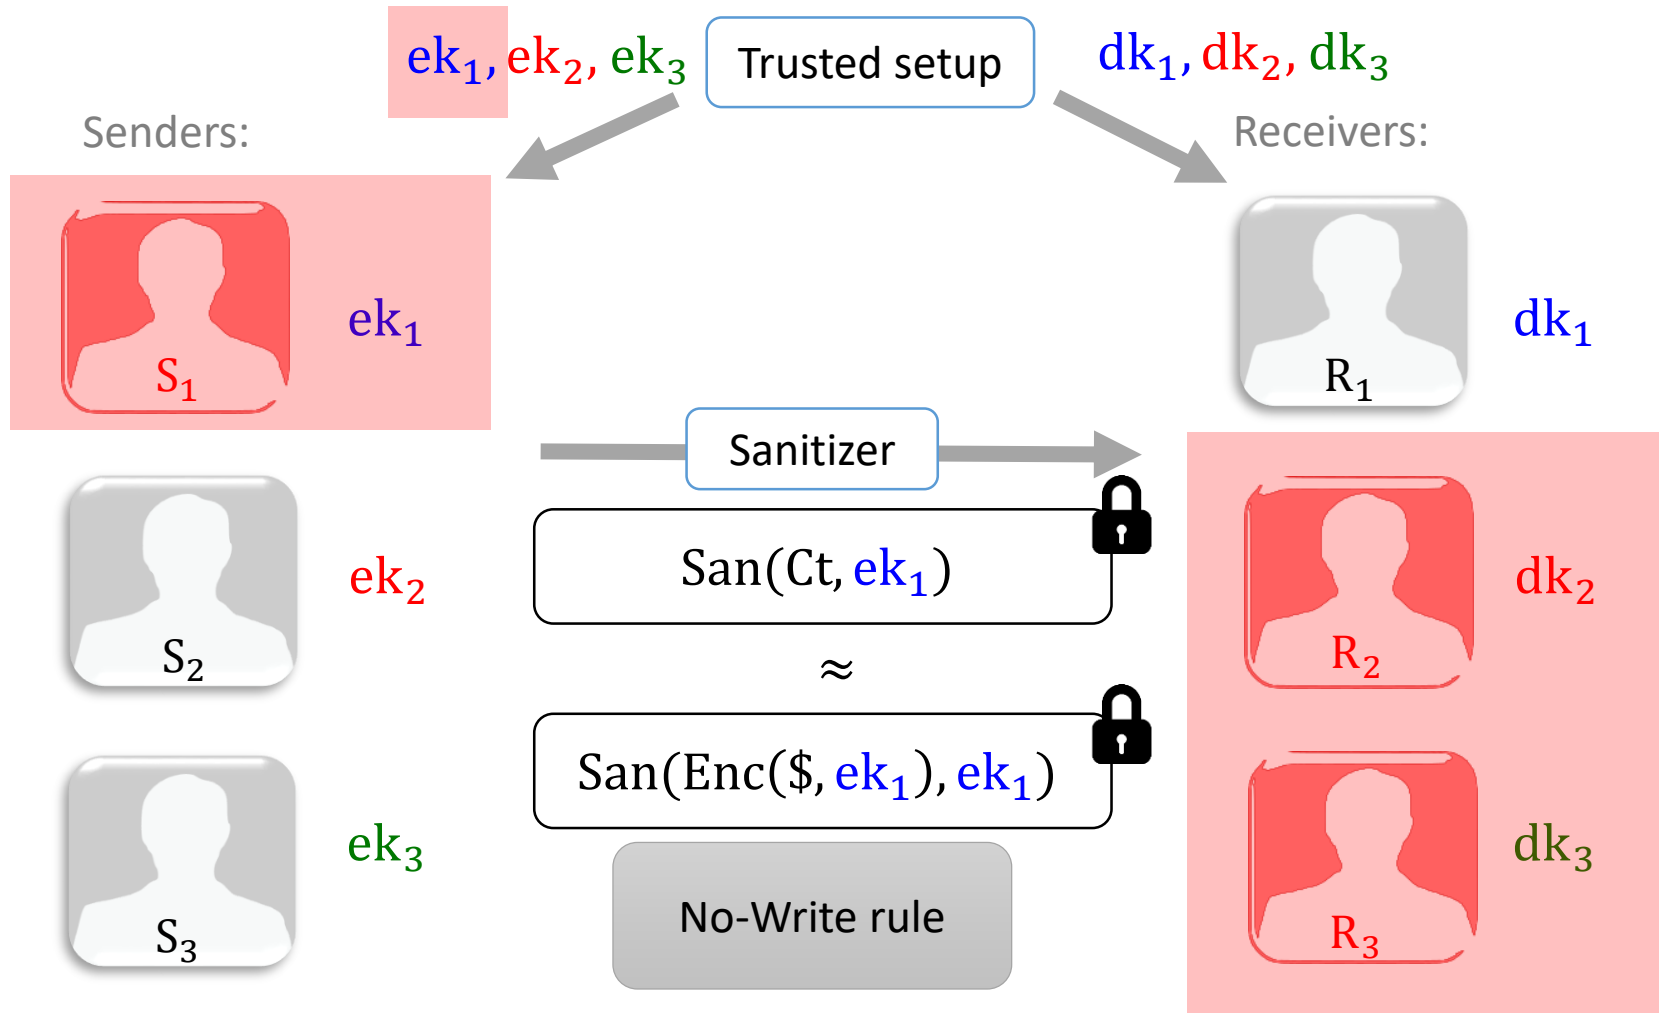 ek₁, ek₂, ek₃
Trusted setup
dk₁, dk₂, dk₃
Senders:
Receivers:
S₁
ek₁
R₁
dk₁
Sanitizer
San(Ct, ek₁)
S₂
ek₂
R₂
dk₂
≈
San(Enc($, ek₁), ek₁)
S₃
ek₃
R₃
dk₃
No-Write rule